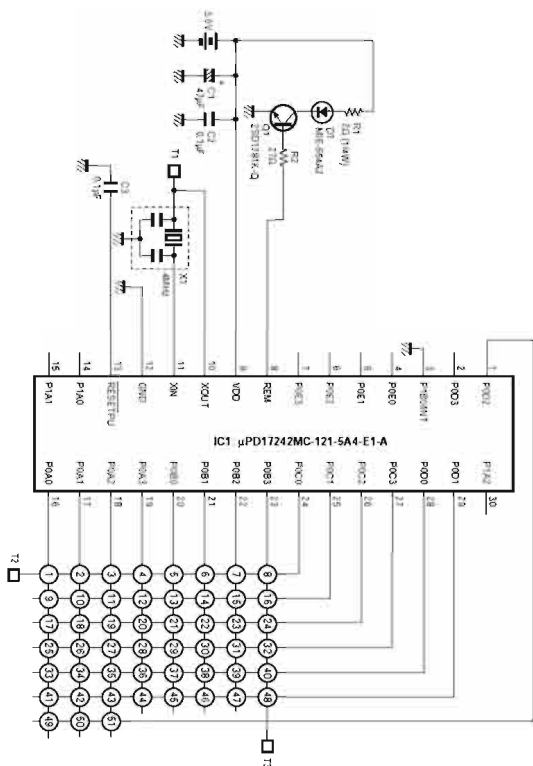 3.0V
C1
47μF
C2
0.1μF
Q1
2SD1781K-Q
D1
R1
2Ω (1/4W)
R2
27Ω
T1
C3
0.1μF
X1
4MHz
15 P1A1
14 P1A0
13 RESETPU
12 GND
11 XIN
10 XOUT
9 VDD
8 REM
7 P0E3
6 P0E2
5 P0E1
4 P0E0
3
2 P0D3
1 P0D2
IC1 μPD17242MC-121-5A4-E1-A
P0A0 16
P0A1 17
P0A2 18
P0A3 19
P0B0 20
P0B1 21
P0B2 22
P0B3 23
P0C0 24
P0C1 25
P0C2 26
P0C3 27
P0D0 28
P0D1 29
P1A2 30
T2
1 2 3 4 5 6 7 8
9 10 11 12 13 14 15 16
17 18 19 20 21 22 23 24
25 26 27 28 29 30 31 32
33 34 35 36 37 38 39 40
41 42 43 44 45 46 47 48
49 50 51